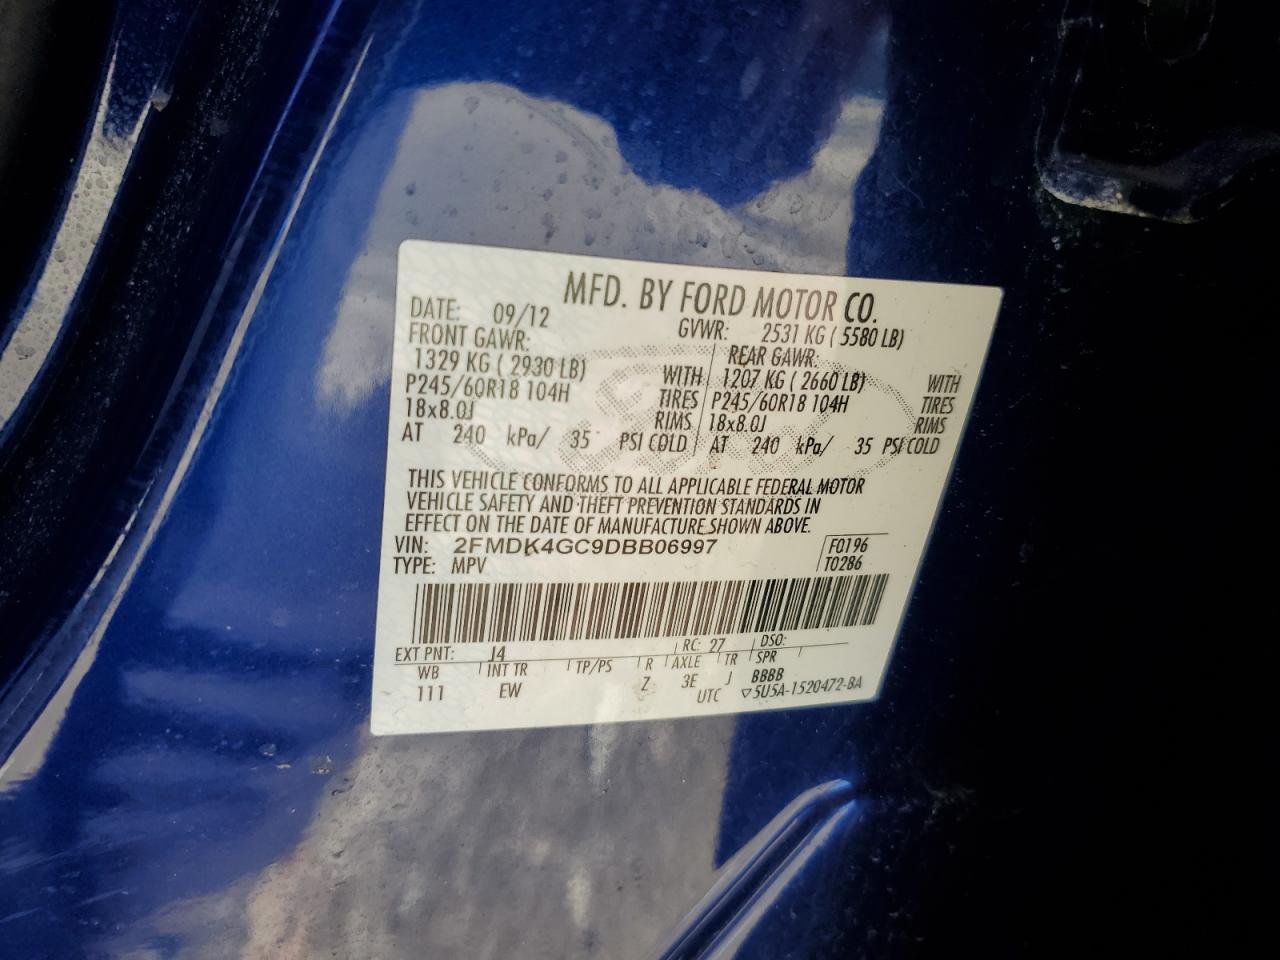 MFD. BY FORD MOTOR CO.
DATE: 09/12 GVWR: 2531 KG ( 5580 LB)
FRONT GAWR: REAR GAWR:
1329 KG ( 2930 LB) WITH 1207 KG ( 2660 LB) WITH
P245/60R18 104H TIRES P245/60R18 104H TIRES
18x8.0J RIMS 18x8.0J RIMS
AT 240 kPa/ 35 PSI COLD AT 240 kPa/ 35 PSI COLD
THIS VEHICLE CONFORMS TO ALL APPLICABLE FEDERAL MOTOR
VEHICLE SAFETY AND THEFT PREVENTION STANDARDS IN
EFFECT ON THE DATE OF MANUFACTURE SHOWN ABOVE.
VIN: 2FMDK4GC9DBB06997 F0196
TYPE: MPV T0286
EXT PNT: J4 RC: 27 DSO:
WB INT TR TP/PS R AXLE TR SPR
111 EW Z 3E J BBBB
UTC ▽5U5A-1520472-BA